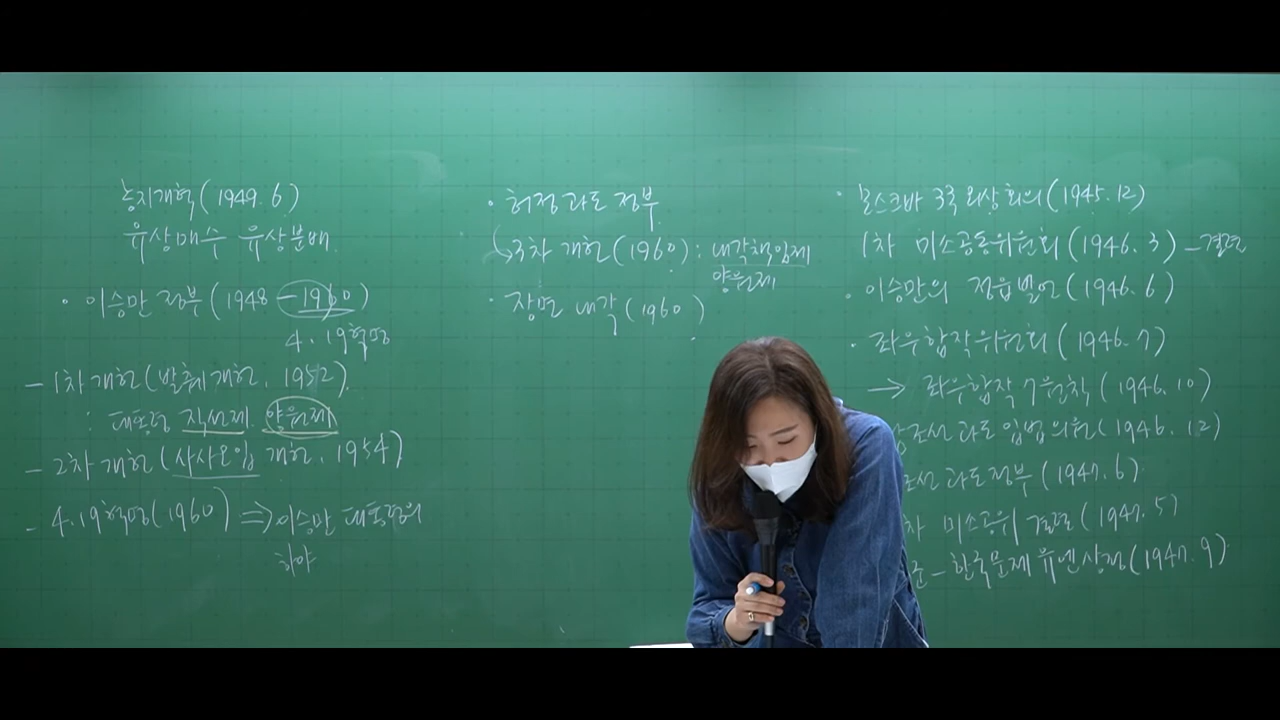 농지개혁(1949.6)
유상매수 유상분배
· 이승만 정부(1948-1960)
4.19혁명
- 1차 개헌(발췌개헌, 1952)
: 대통령 직선제 양원제
- 2차 개헌(사사오입 개헌, 1954)
- 4.19혁명(1960) ⇒ 이승만 대통령의
하야
· 허정 과도 정부
↳ 3차 개헌(1960): 내각책임제
양원제
· 장면 내각(1960)
· 모스크바 3국 외상 회의(1945.12)
1차 미소공동위원회(1946.3) - 결렬
· 이승만의 정읍발언(1946.6)
· 좌우합작위원회(1946.7)
→ 좌우합작 7원칙(1946.10)
조선 과도 입법의원(1946.12)
조선 과도정부(1947.6)
차 미소공위 결렬(1947.5)
- 한국문제 유엔상정(1947.9)